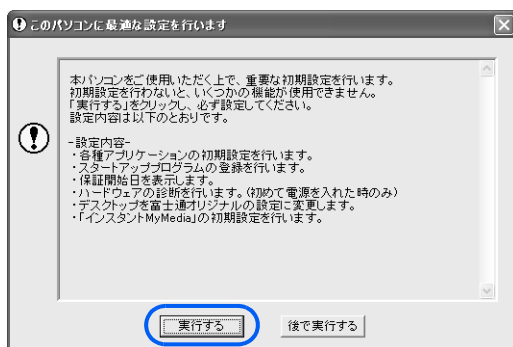 このパソコンに最適な設定を行います
本パソコンをご使用いただく上で、重要な初期設定を行います。
初期設定を行わないと、いくつかの機能が使用できません。
「実行する」をクリックし、必ず設定してください。
設定内容は以下のとおりです。
-設定内容-
・各種アプリケーションの初期設定を行います。
・スタートアッププログラムの登録を行います。
・保証開始日を表示します。
・ハードウェアの診断を行います。(初めて電源を入れた時のみ)
・デスクトップを富士通オリジナルの設定に変更します。
・「インスタントMyMedia」の初期設定を行います。
実行する
後で実行する